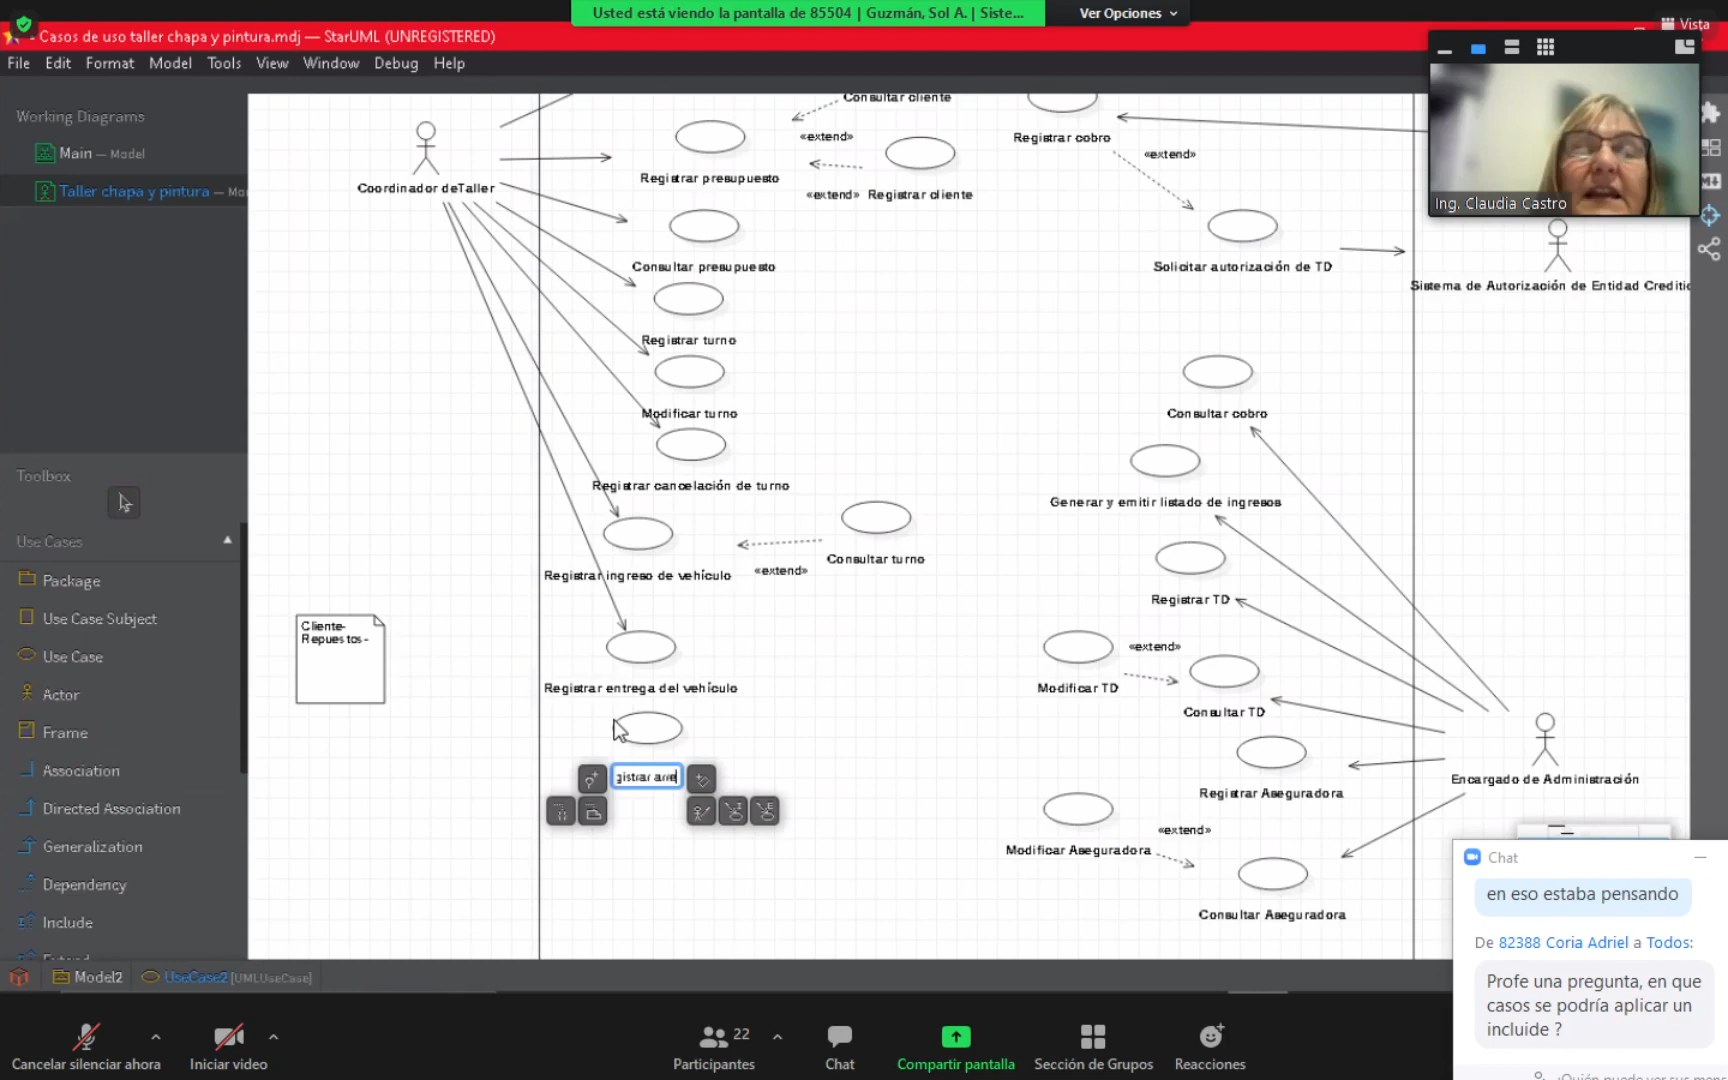 Usted está viendo la pantalla de 85504 | Guzmán, Sol A. | Siste...
Ver Opciones
Vista
Casos de uso taller chapa y pintura.mdj — StarUML (UNREGISTERED)
File Edit Format Model Tools View Window Debug Help
Working Diagrams
Main — Model
Taller chapa y pintura — Mo
Toolbox
Use Cases
Package
Use Case Subject
Use Case
Actor
Frame
Association
Directed Association
Generalization
Dependency
Include
Coordinador deTaller
Cliente-
Repuestos-
Consultar cliente
«extend»
Registrar presupuesto
«extend» Registrar cliente
Consultar presupuesto
Registrar turno
Modificar turno
Registrar cancelación de turno
Registrar ingreso de vehículo
«extend»
Consultar turno
Registrar entrega del vehículo
gistrar arre
Registrar cobro
«extend»
Solicitar autorización de TD
Sistema de Autorización de Entidad Creditic
Consultar cobro
Generar y emitir listado de ingresos
Registrar TD
«extend»
Modificar TD
Consultar TD
Registrar Aseguradora
«extend»
Modificar Aseguradora
Consultar Aseguradora
Encargado de Administración
Ing. Claudia Castro
Chat
en eso estaba pensando
De 82388 Coria Adriel a Todos:
Profe una pregunta, en que
casos se podría aplicar un
incluide ?
Model2 UseCase2 [UMLUseCase]
Cancelar silenciar ahora
Iniciar video
22
Participantes
Chat
Compartir pantalla
Sección de Grupos
Reacciones